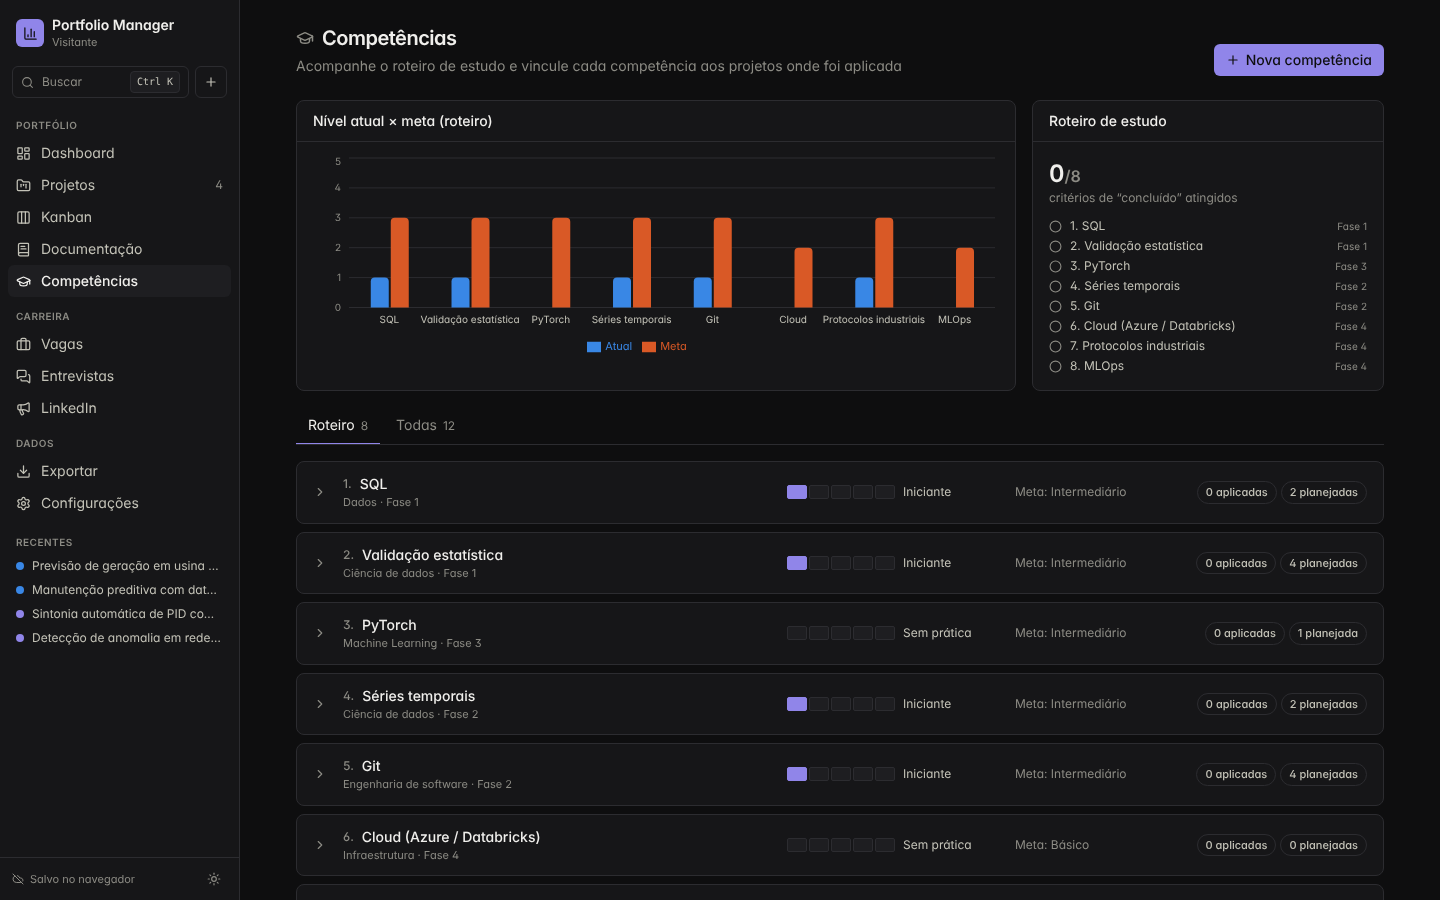 Portfolio Manager
Visitante
Buscar
Ctrl K
PORTFÓLIO
Dashboard
Projetos 4
Kanban
Documentação
Competências
CARREIRA
Vagas
Entrevistas
LinkedIn
DADOS
Exportar
Configurações
RECENTES
Previsão de geração em usina ...
Manutenção preditiva com dat...
Sintonia automática de PID co...
Detecção de anomalia em rede...
Salvo no navegador
Competências
Acompanhe o roteiro de estudo e vincule cada competência aos projetos onde foi aplicada
+ Nova competência
Nível atual × meta (roteiro)
5
4
3
2
1
0
SQL Validação estatística PyTorch Séries temporais Git Cloud Protocolos industriais MLOps
Atual Meta
Roteiro de estudo
0/8
critérios de “concluído” atingidos
1. SQL Fase 1
2. Validação estatística Fase 1
3. PyTorch Fase 3
4. Séries temporais Fase 2
5. Git Fase 2
6. Cloud (Azure / Databricks) Fase 4
7. Protocolos industriais Fase 4
8. MLOps Fase 4
Roteiro 8 Todas 12
1. SQL
Dados · Fase 1
Iniciante
Meta: Intermediário
0 aplicadas 2 planejadas
2. Validação estatística
Ciência de dados · Fase 1
Iniciante
Meta: Intermediário
0 aplicadas 4 planejadas
3. PyTorch
Machine Learning · Fase 3
Sem prática
Meta: Intermediário
0 aplicadas 1 planejada
4. Séries temporais
Ciência de dados · Fase 2
Iniciante
Meta: Intermediário
0 aplicadas 2 planejadas
5. Git
Engenharia de software · Fase 2
Iniciante
Meta: Intermediário
0 aplicadas 4 planejadas
6. Cloud (Azure / Databricks)
Infraestrutura · Fase 4
Sem prática
Meta: Básico
0 aplicadas 0 planejadas